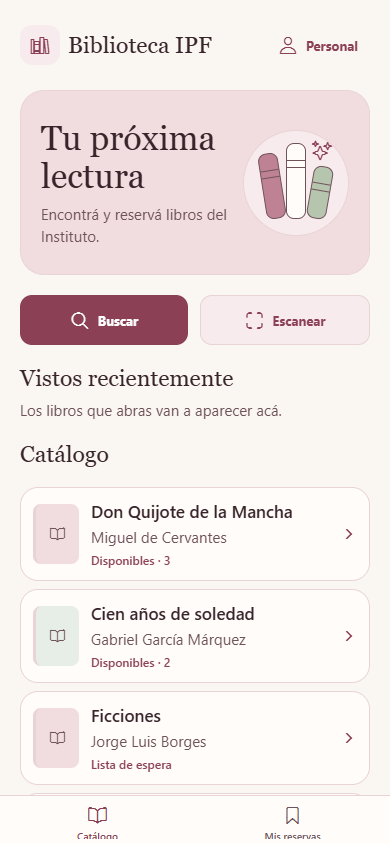 Biblioteca IPF
Personal
Tu próxima
lectura
Encontrá y reservá libros del
Instituto.
Buscar
Escanear
Vistos recientemente
Los libros que abras van a aparecer acá.
Catálogo
Don Quijote de la Mancha
Miguel de Cervantes
Disponibles · 3
Cien años de soledad
Gabriel García Márquez
Disponibles · 2
Ficciones
Jorge Luis Borges
Lista de espera
Catálogo
Mis reservas